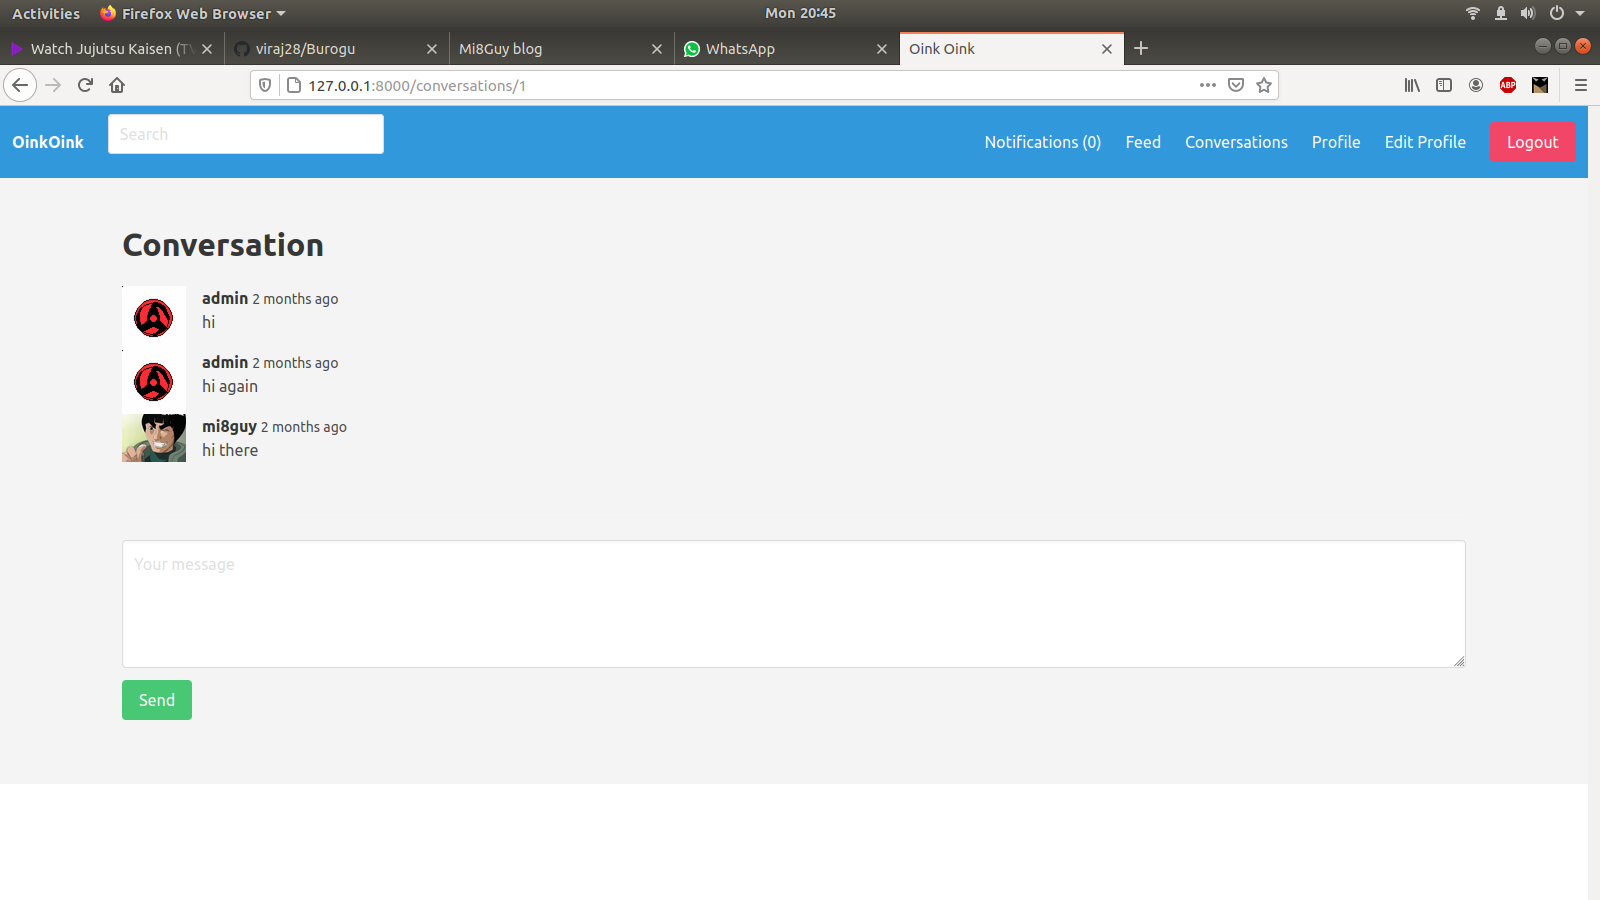 Activities Firefox Web Browser Mon 20:45
Watch Jujutsu Kaisen (TV viraj28/Burogu Mi8Guy blog WhatsApp Oink Oink
127.0.0.1:8000/conversations/1 ABP
OinkOink Search Notifications (0) Feed Conversations Profile Edit Profile Logout
Conversation
admin 2 months ago
hi
admin 2 months ago
hi again
mi8guy 2 months ago
hi there
Your message
Send